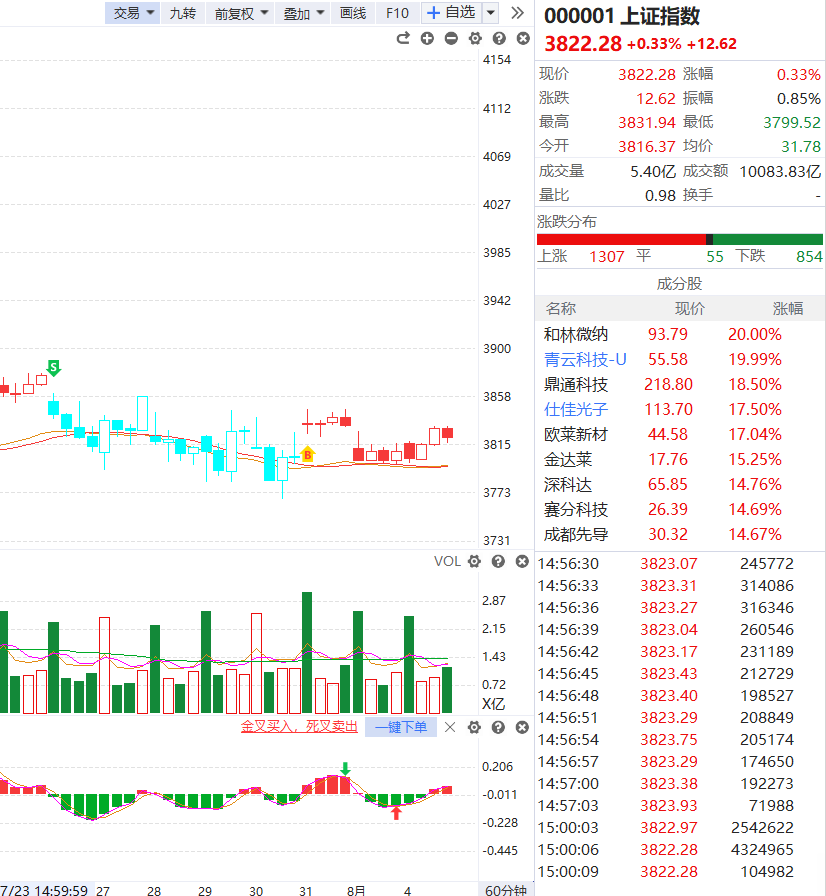 交易 九转 前复权 叠加 画线 F10 + 自选
000001 上证指数
3822.28 +0.33% +12.62
现价 3822.28 涨幅 0.33%
涨跌 12.62 振幅 0.85%
最高 3831.94 最低 3799.52
今开 3816.37 均价 31.78
成交量 5.40亿 成交额 10083.83亿
量比 0.98 换手 -
涨跌分布
上涨 1307 平 55 下跌 854
成分股
名称 现价 涨幅
和林微纳 93.79 20.00%
青云科技-U 55.58 19.99%
鼎通科技 218.80 18.50%
仕佳光子 113.70 17.50%
欧莱新材 44.58 17.04%
金达莱 17.76 15.25%
深科达 65.85 14.76%
赛分科技 26.39 14.69%
成都先导 30.32 14.67%
14:56:30 3823.07 245772
14:56:33 3823.31 314086
14:56:36 3823.27 316346
14:56:39 3823.04 260546
14:56:42 3823.17 231189
14:56:45 3823.43 212729
14:56:48 3823.40 198527
14:56:51 3823.29 208849
14:56:54 3823.75 205174
14:56:57 3823.29 174650
14:57:00 3823.38 192273
14:57:03 3823.93 71988
15:00:03 3822.97 2542622
15:00:06 3822.28 4324965
15:00:09 3822.28 104982
4154
4112
4069
4027
3985
3942
3900
3858
3815
3773
3731
S
B
VOL
2.87
2.15
1.43
0.72
X亿
金叉买入，死叉卖出 一键下单
0.206
-0.011
-0.228
-0.445
7/23 14:59:59 27 28 29 30 31 8月 4 60分钟